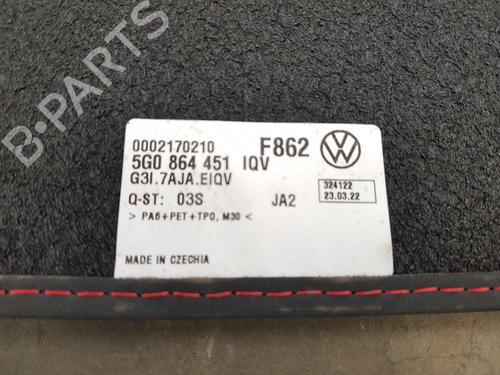 B-PARTS
0002170210 F862
5G0 864 451 IQV
G3I.7AJA.EIQV
324122
23.03.22
Q-ST: 03S JA2
> PA6+PET+TPO, M30 <
MADE IN CZECHIA